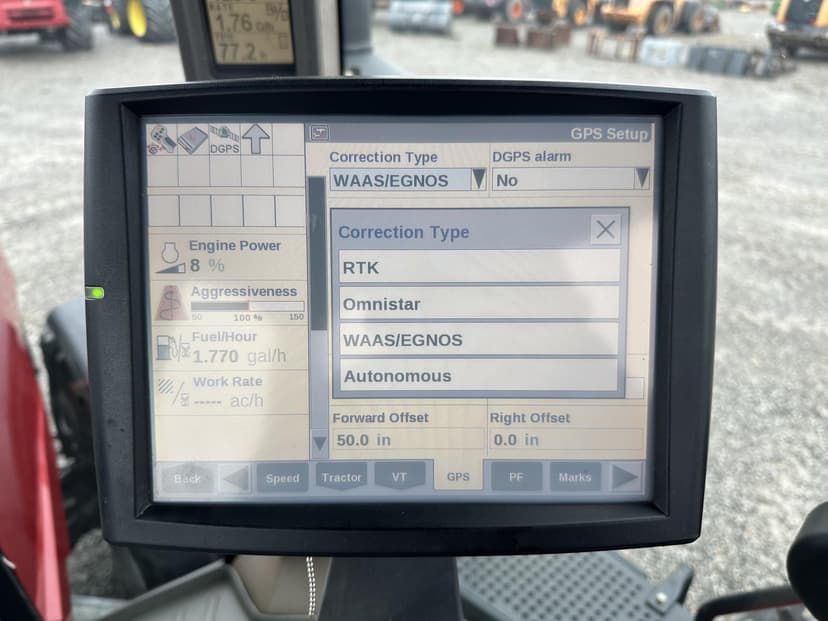 RATE
1.76
77.2
GPS Setup
DGPS
Correction Type
DGPS alarm
WAAS/EGNOS
No
Correction Type
RTK
Omnistar
WAAS/EGNOS
Autonomous
Engine Power
8 %
Aggressiveness
50 100 % 150
Fuel/Hour
1.770 gal/h
Work Rate
----- ac/h
Forward Offset
Right Offset
50.0 in
0.0 in
Back
Speed
Tractor
VT
GPS
PF
Marks